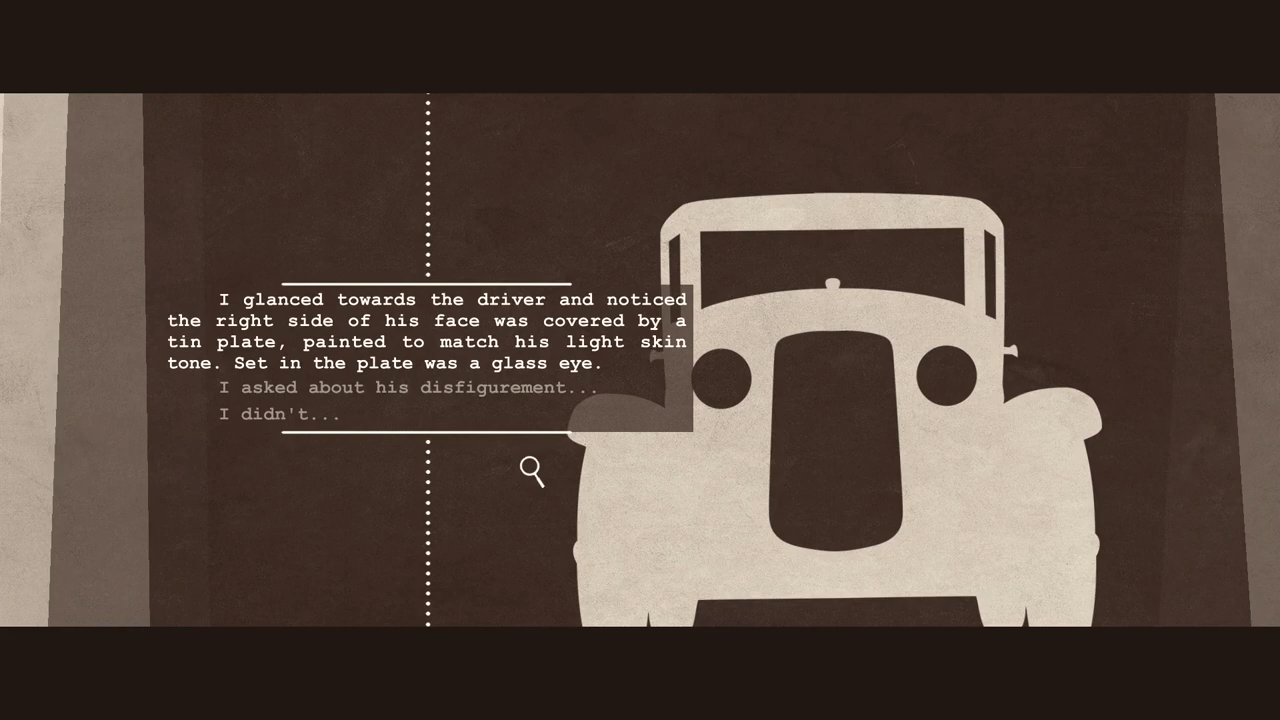 I glanced towards the driver and noticed
the right side of his face was covered by a
tin plate, painted to match his light skin
tone. Set in the plate was a glass eye.
I asked about his disfigurement...
I didn't...